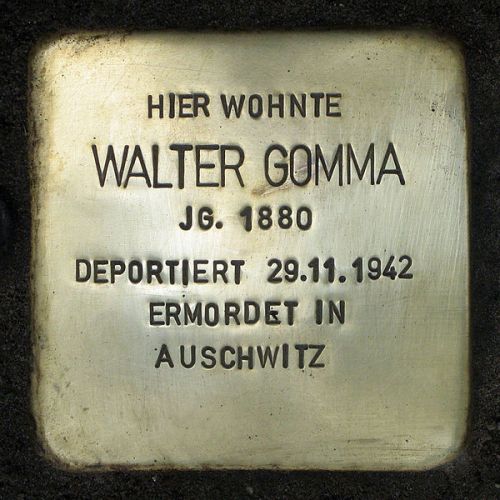 HIER WOHNTE
WALTER GOMMA
JG. 1880
DEPORTIERT 29.11.1942
ERMORDET IN
AUSCHWITZ